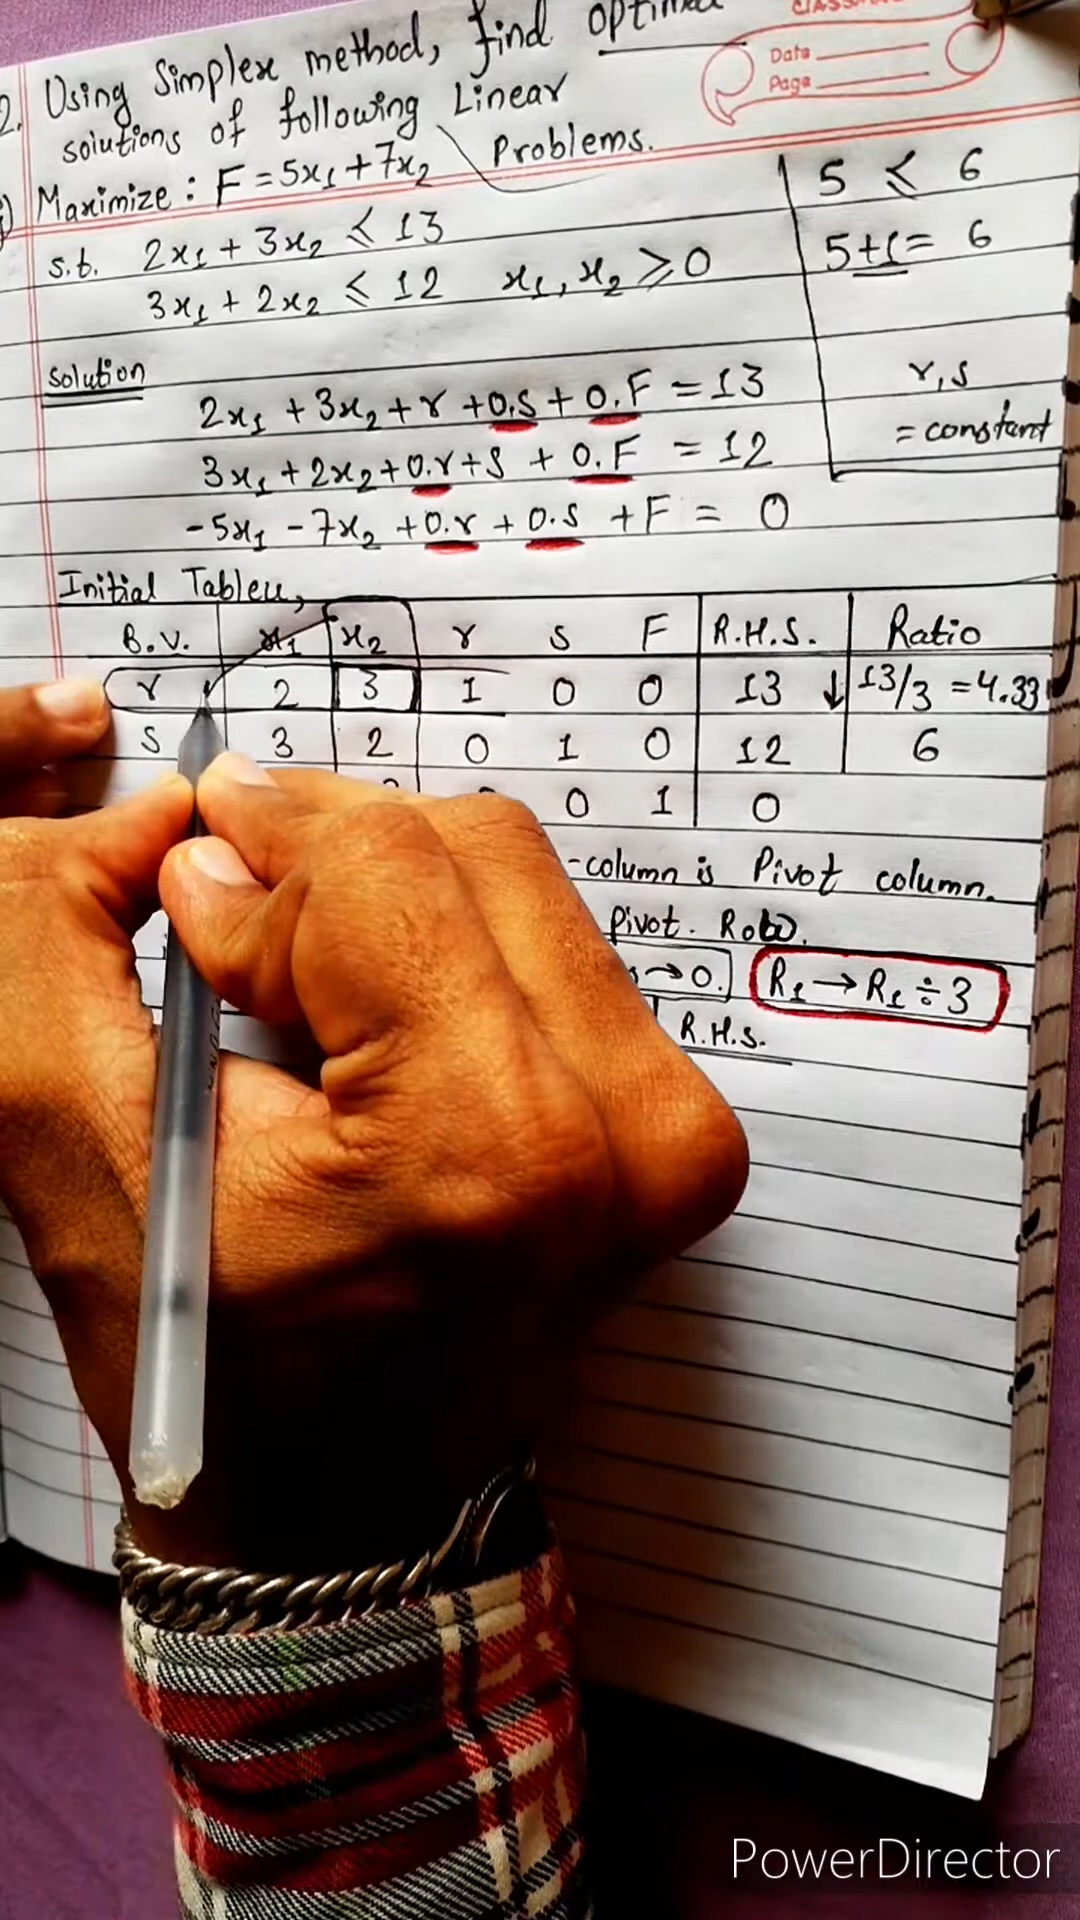 2. Using Simplex method, find
solutions of following Linear
Problems.
Maximize : F = 5x₁ + 7x₂
s.t. 2x₁ + 3x₂ ⩽ 13
3x₁ + 2x₂ ⩽ 12 x₁, x₂ ⩾ 0
5 ⩽ 6
5+1 = 6
r, s
= constant
Solution
2x₁ + 3x₂ + r + 0.s + 0.F = 13
3x₁ + 2x₂ + 0.r + s + 0.F = 12
-5x₁ - 7x₂ + 0.r + 0.s + F = 0
Initial Tableu,
B.V. x₁ x₂ r s F R.H.S. Ratio
r 2 3 1 0 0 13 ↓ 13/3 = 4.33
s 3 2 0 1 0 12 6
0 1 0
-column is Pivot column.
Pivot. Row.
→0. R₁ → R₁ ÷ 3
R.H.S.
Date
Page
PowerDirector